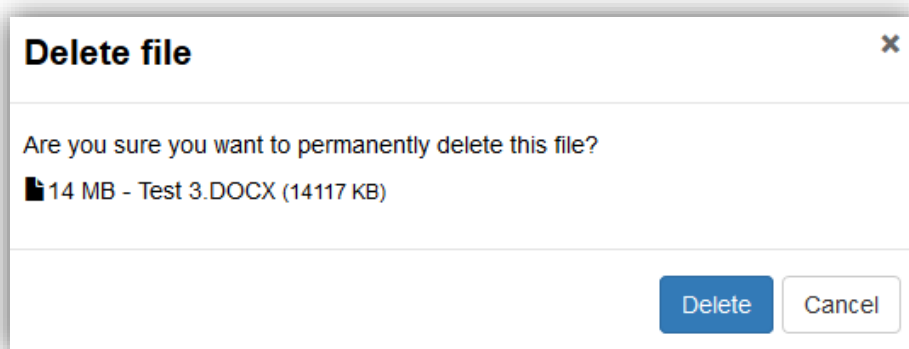 Delete file
Are you sure you want to permanently delete this file?
14 MB - Test 3.DOCX (14117 KB)
Delete Cancel